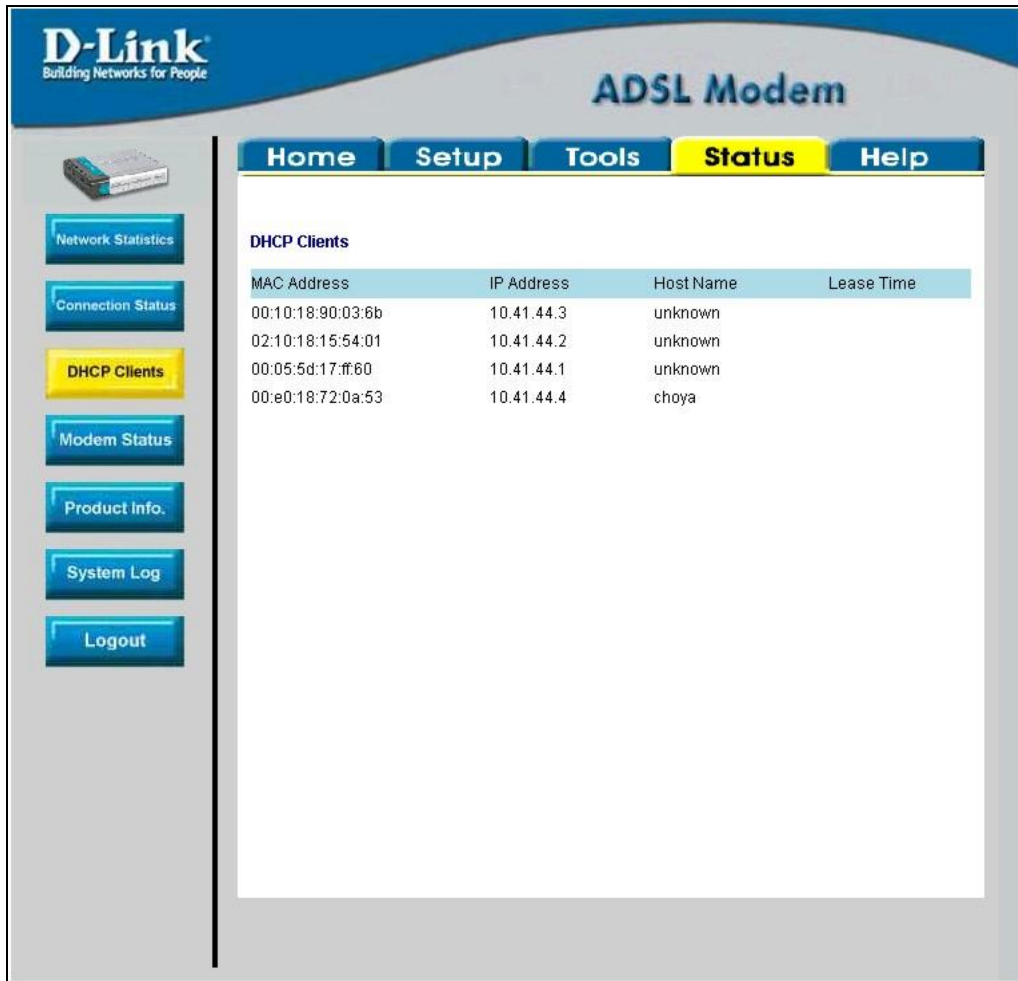 D-Link
Building Networks for People
ADSL Modem
Home Setup Tools Status Help
Network Statistics
Connection Status
DHCP Clients
Modem Status
Product Info.
System Log
Logout
DHCP Clients
MAC Address IP Address Host Name Lease Time
00:10:18:90:03:6b 10.41.44.3 unknown
02:10:18:15:54:01 10.41.44.2 unknown
00:05:5d:17:ff:60 10.41.44.1 unknown
00:e0:18:72:0a:53 10.41.44.4 choya